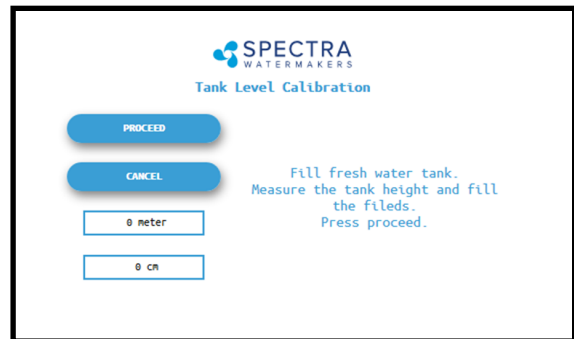 SPECTRA
WATERMAKERS
Tank Level Calibration
PROCEED
CANCEL
0 meter
0 cm
Fill fresh water tank.
Measure the tank height and fill
the fileds.
Press proceed.